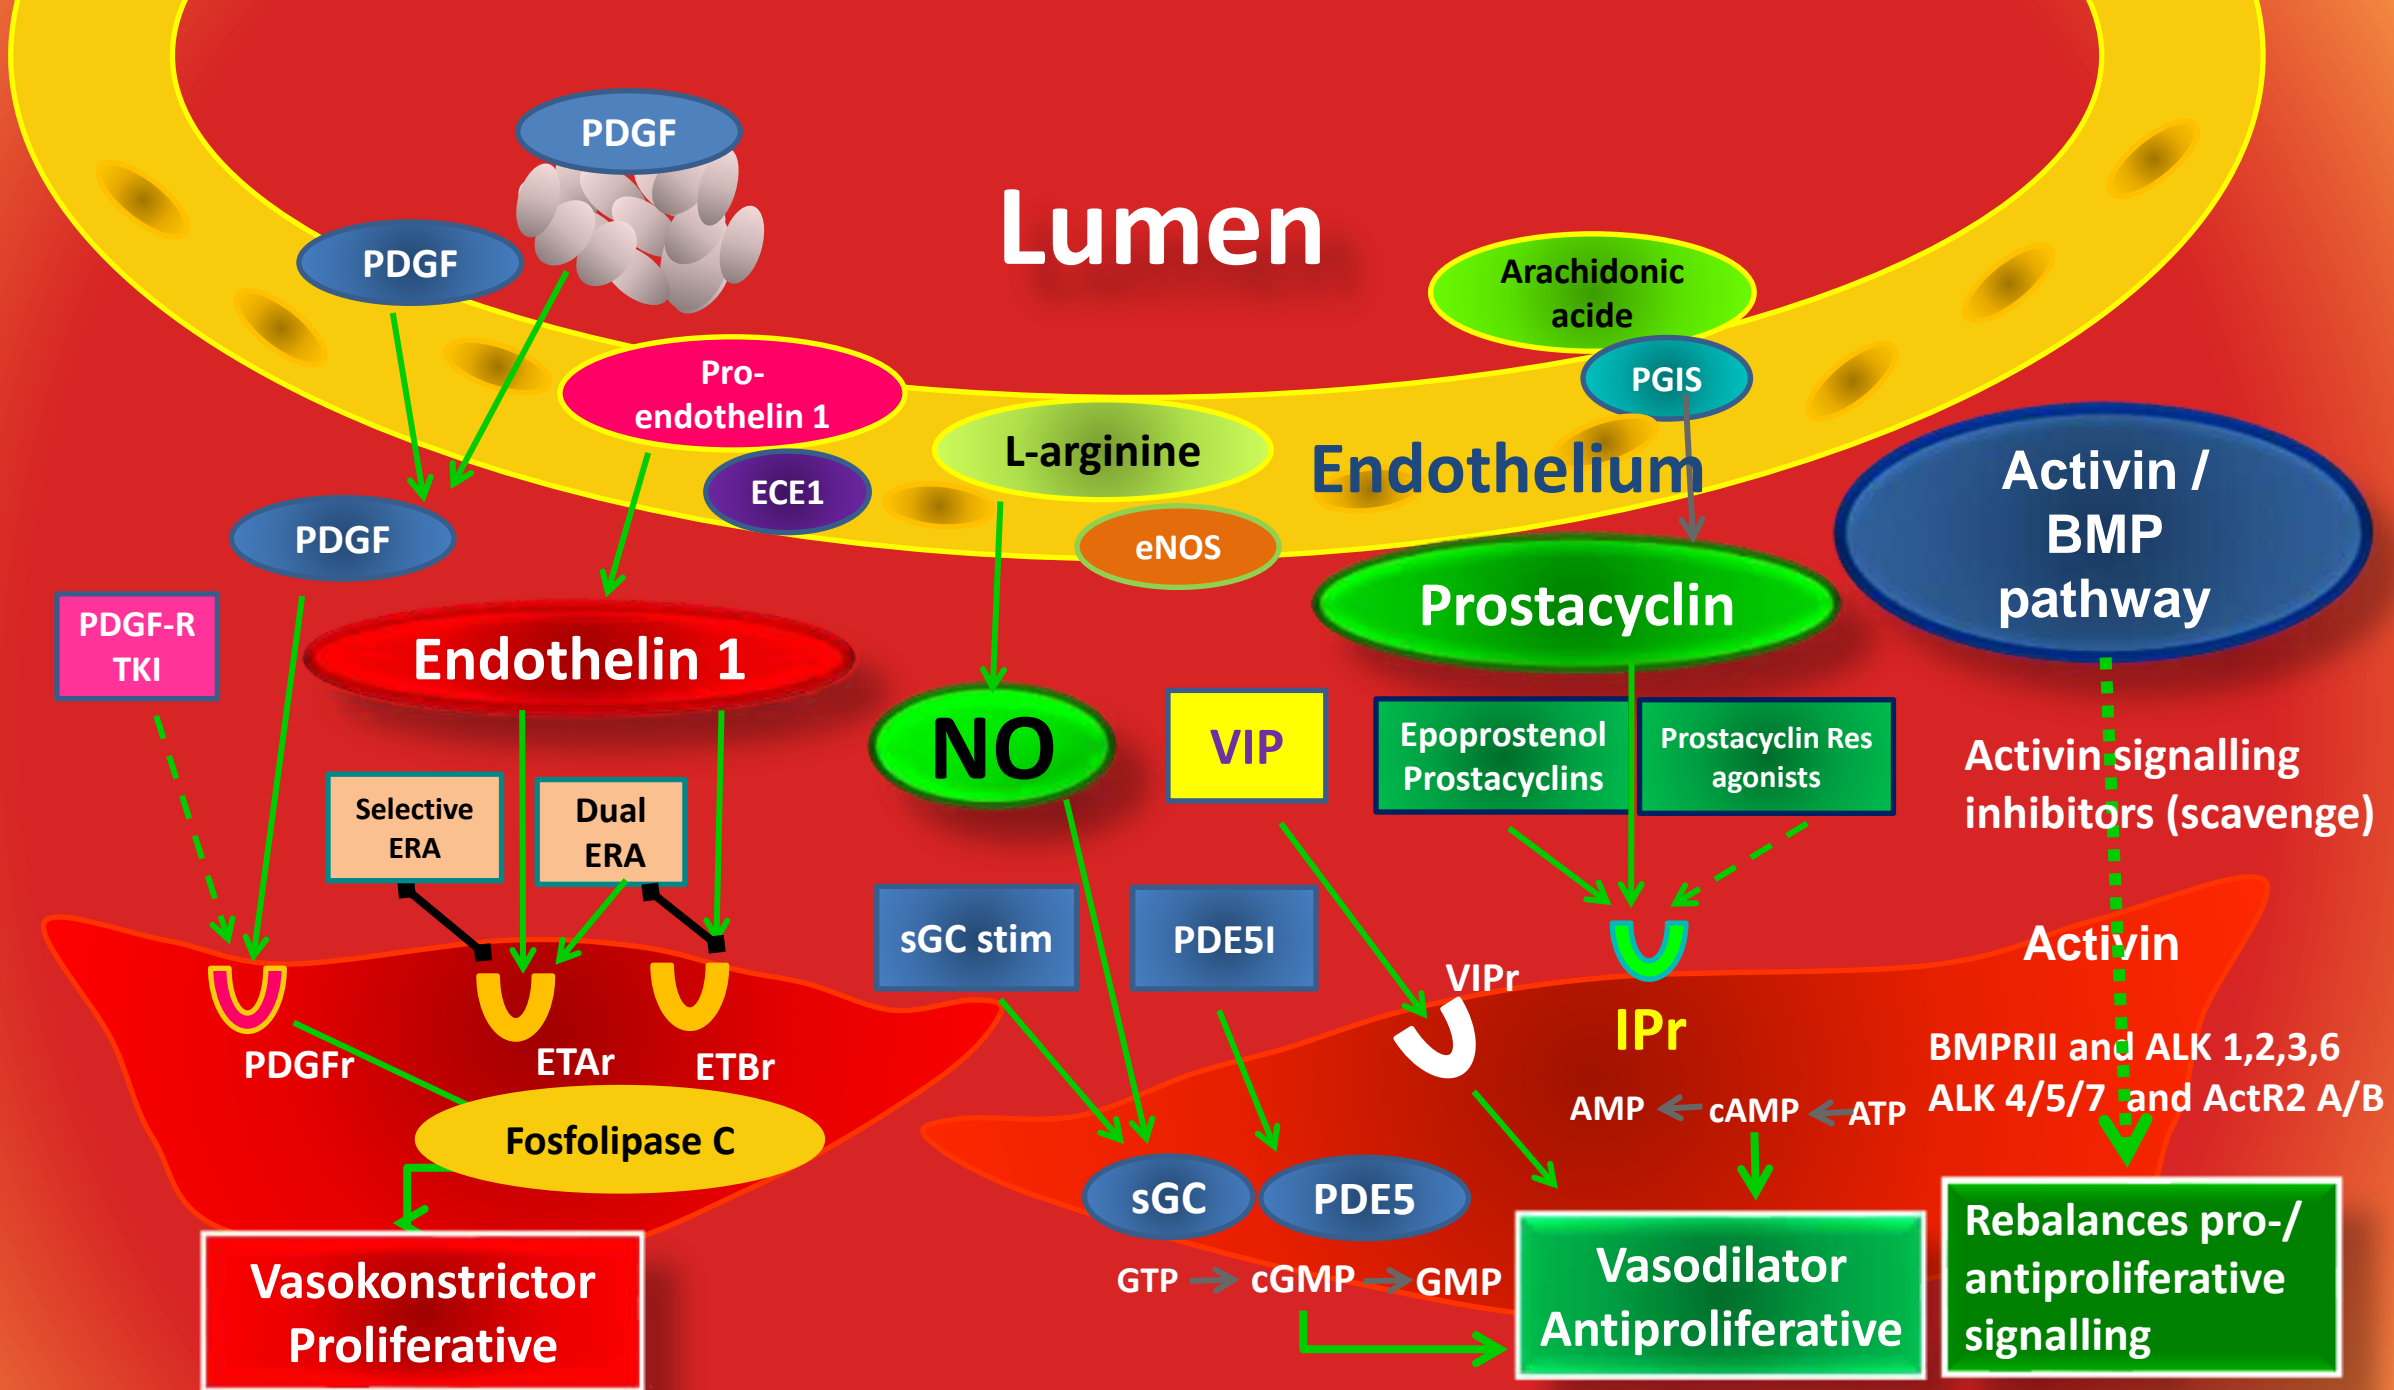 PDGF
PDGF
Lumen
Arachidonic
acide
PGIS
Pro-
endothelin 1
L-arginine
Endothelium
ECE1
eNOS
Activin /
BMP
pathway
PDGF
PDGF-R
TKI
Endothelin 1
Prostacyclin
NO
VIP
Epoprostenol
Prostacyclins
Prostacyclin Res
agonists
Activin signalling
inhibitors (scavenge)
Selective
ERA
Dual
ERA
sGC stim
PDE5I
Activin
VIPr
IPr
PDGFr
ETAr
ETBr
BMPRII and ALK 1,2,3,6
ALK 4/5/7 and ActR2 A/B
AMP
cAMP
ATP
Fosfolipase C
sGC
PDE5
GTP
cGMP
GMP
Vasokonstrictor
Proliferative
Vasodilator
Antiproliferative
Rebalances pro-/
antiproliferative
signalling